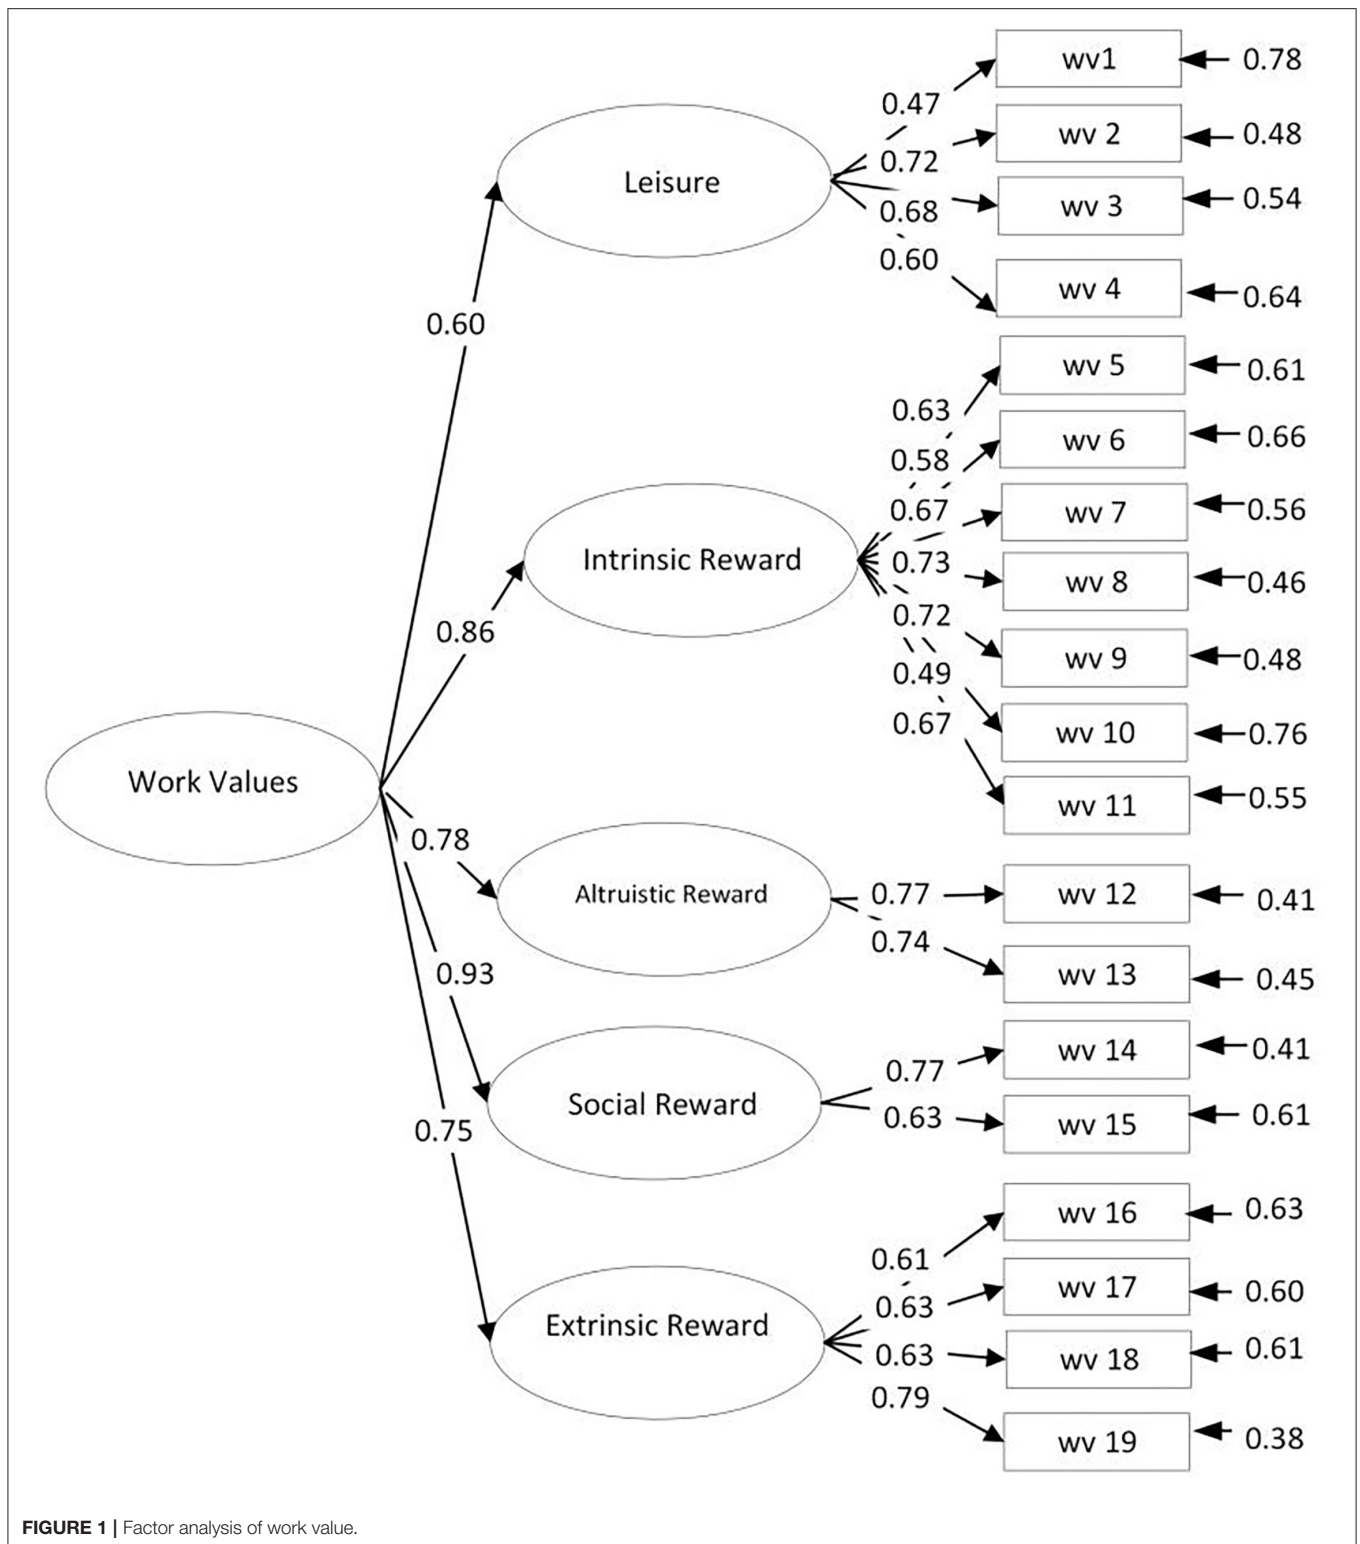 wv1
0.78
0.47
wv 2
0.48
0.72
Leisure
wv 3
0.54
0.68
0.60
wv 4
0.64
0.60
wv 5
0.61
0.63
wv 6
0.66
0.58
wv 7
0.56
0.67
Intrinsic Reward
0.73
wv 8
0.46
0.72
0.86
wv 9
0.48
0.49
0.67
wv 10
0.76
Work Values
wv 11
0.55
0.78
Altruistic Reward
0.77
wv 12
0.41
0.74
0.93
wv 13
0.45
wv 14
0.41
0.77
Social Reward
0.63
wv 15
0.61
0.75
wv 16
0.63
0.61
wv 17
0.60
0.63
Extrinsic Reward
0.63
wv 18
0.61
0.79
wv 19
0.38
FIGURE 1 | Factor analysis of work value.